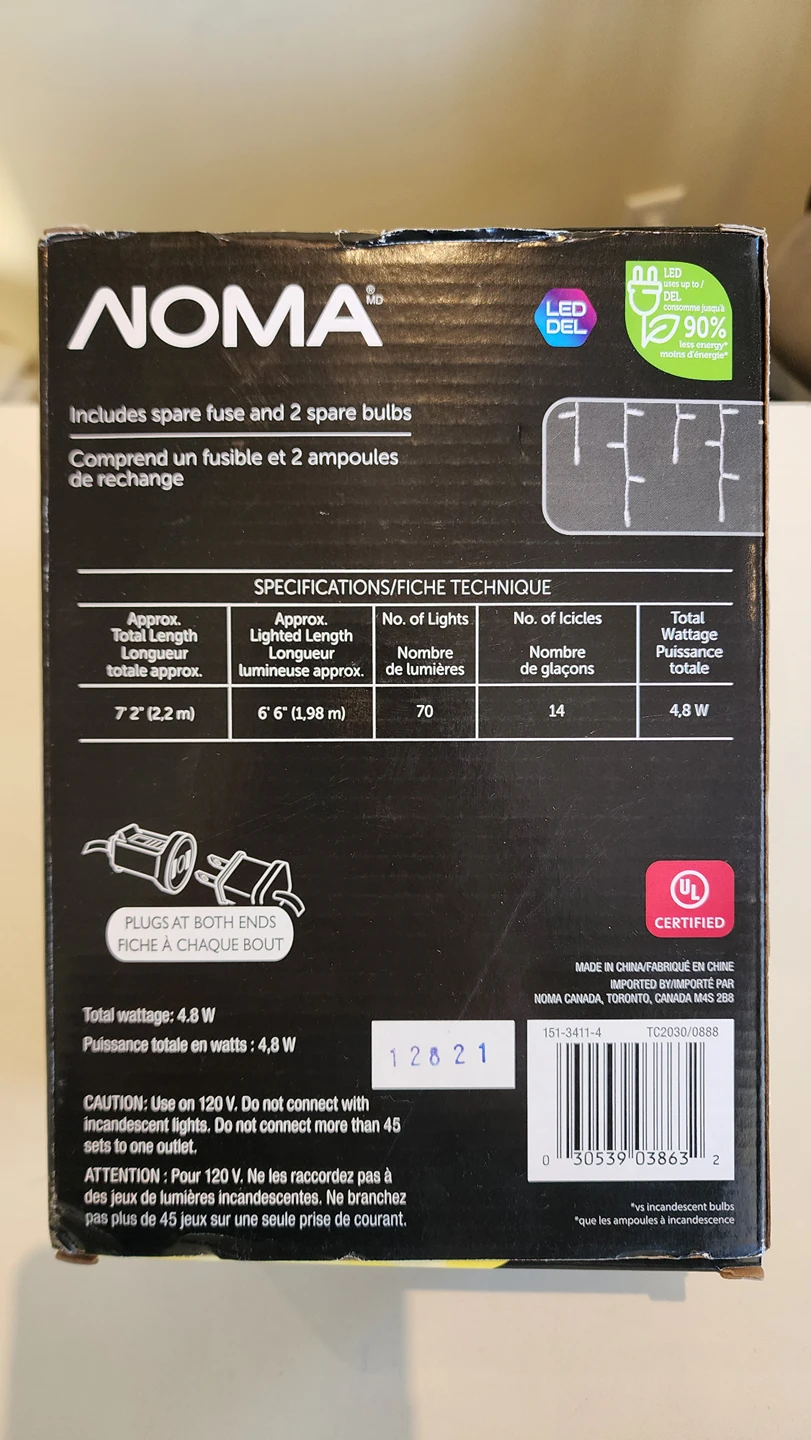 NOMA
®
MD
LED
DEL
LED
uses up to /
DEL
consomme jusqu'à
90%
less energy*
moins d'énergie*
Includes spare fuse and 2 spare bulbs
Comprend un fusible et 2 ampoules
de rechange
SPECIFICATIONS/FICHE TECHNIQUE
Approx.
Total Length
Longueur
totale approx.
Approx.
Lighted Length
Longueur
lumineuse approx.
No. of Lights
Nombre
de lumières
No. of Icicles
Nombre
de glaçons
Total
Wattage
Puissance
totale
7' 2" (2,2 m)
6' 6" (1,98 m)
70
14
4,8 W
PLUGS AT BOTH ENDS
FICHE À CHAQUE BOUT
UL
CERTIFIED
MADE IN CHINA/FABRIQUÉ EN CHINE
IMPORTED BY/IMPORTÉ PAR
NOMA CANADA, TORONTO, CANADA M4S 2B8
Total wattage: 4.8 W
Puissance totale en watts : 4,8 W
12821
151-3411-4 TC2030/0888
0 30539 03863 2
CAUTION: Use on 120 V. Do not connect with
incandescent lights. Do not connect more than 45
sets to one outlet.
ATTENTION : Pour 120 V. Ne les raccordez pas à
des jeux de lumières incandescentes. Ne branchez
pas plus de 45 jeux sur une seule prise de courant.
*vs incandescent bulbs
*que les ampoules à incandescence